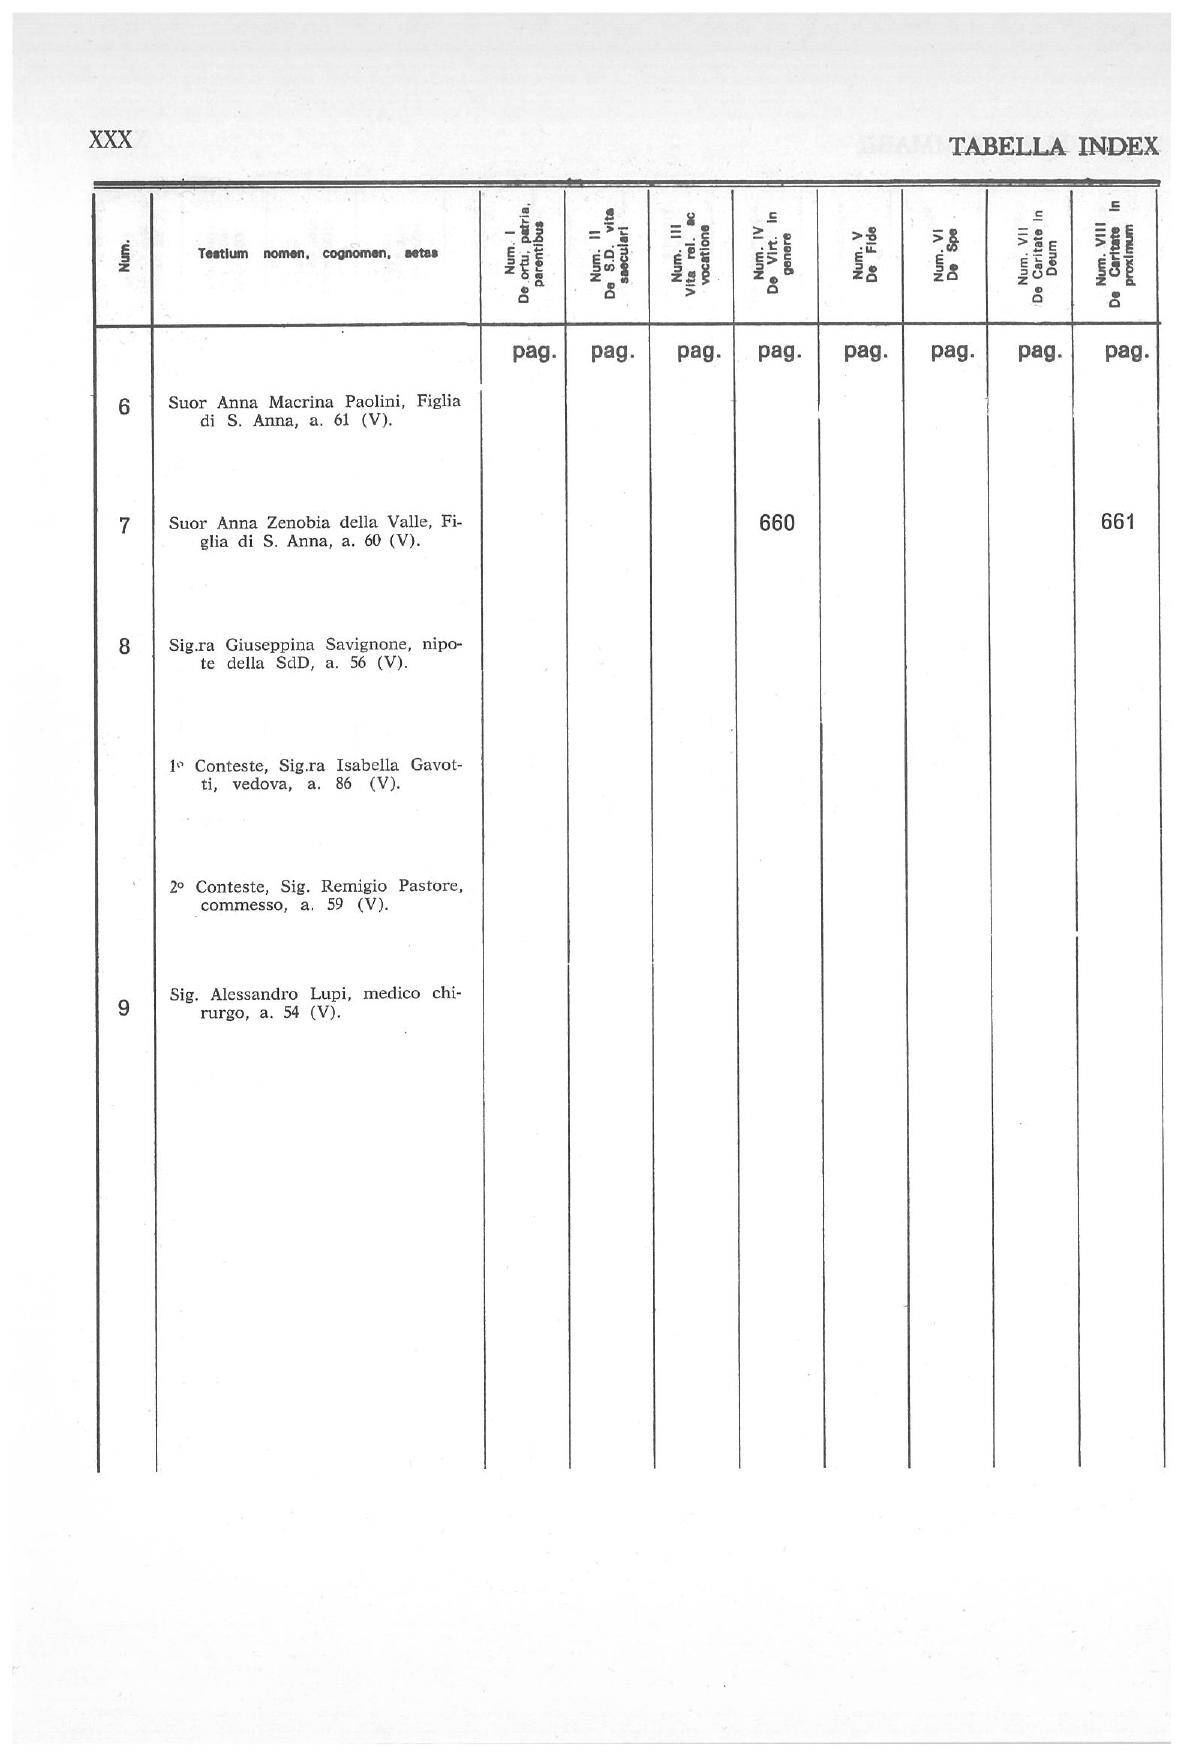 XXX
TABELLA INDEX
Num.
Testium nomen, cognomen, aetas
Num. I
De ortu, patria,
parentibus
Num. II
De S.D. vita
saeculari
Num. III
Vita rel. ac
vocatione
Num. IV
De Virt. in
genere
Num. V
De Fide
Num. VI
De Spe
Num. VII
De Caritate in
Deum
Num. VIII
De Caritate in
proximum
pag. pag. pag. pag. pag. pag. pag. pag.
6 Suor Anna Macrina Paolini, Figlia
di S. Anna, a. 61 (V).
7 Suor Anna Zenobia della Valle, Fi- 660 661
glia di S. Anna, a. 60 (V).
8 Sig.ra Giuseppina Savignone, nipo-
te della SdD, a. 56 (V).
1º Conteste, Sig.ra Isabella Gavot-
ti, vedova, a. 86 (V).
2º Conteste, Sig. Remigio Pastore,
commesso, a. 59 (V).
9 Sig. Alessandro Lupi, medico chi-
rurgo, a. 54 (V).